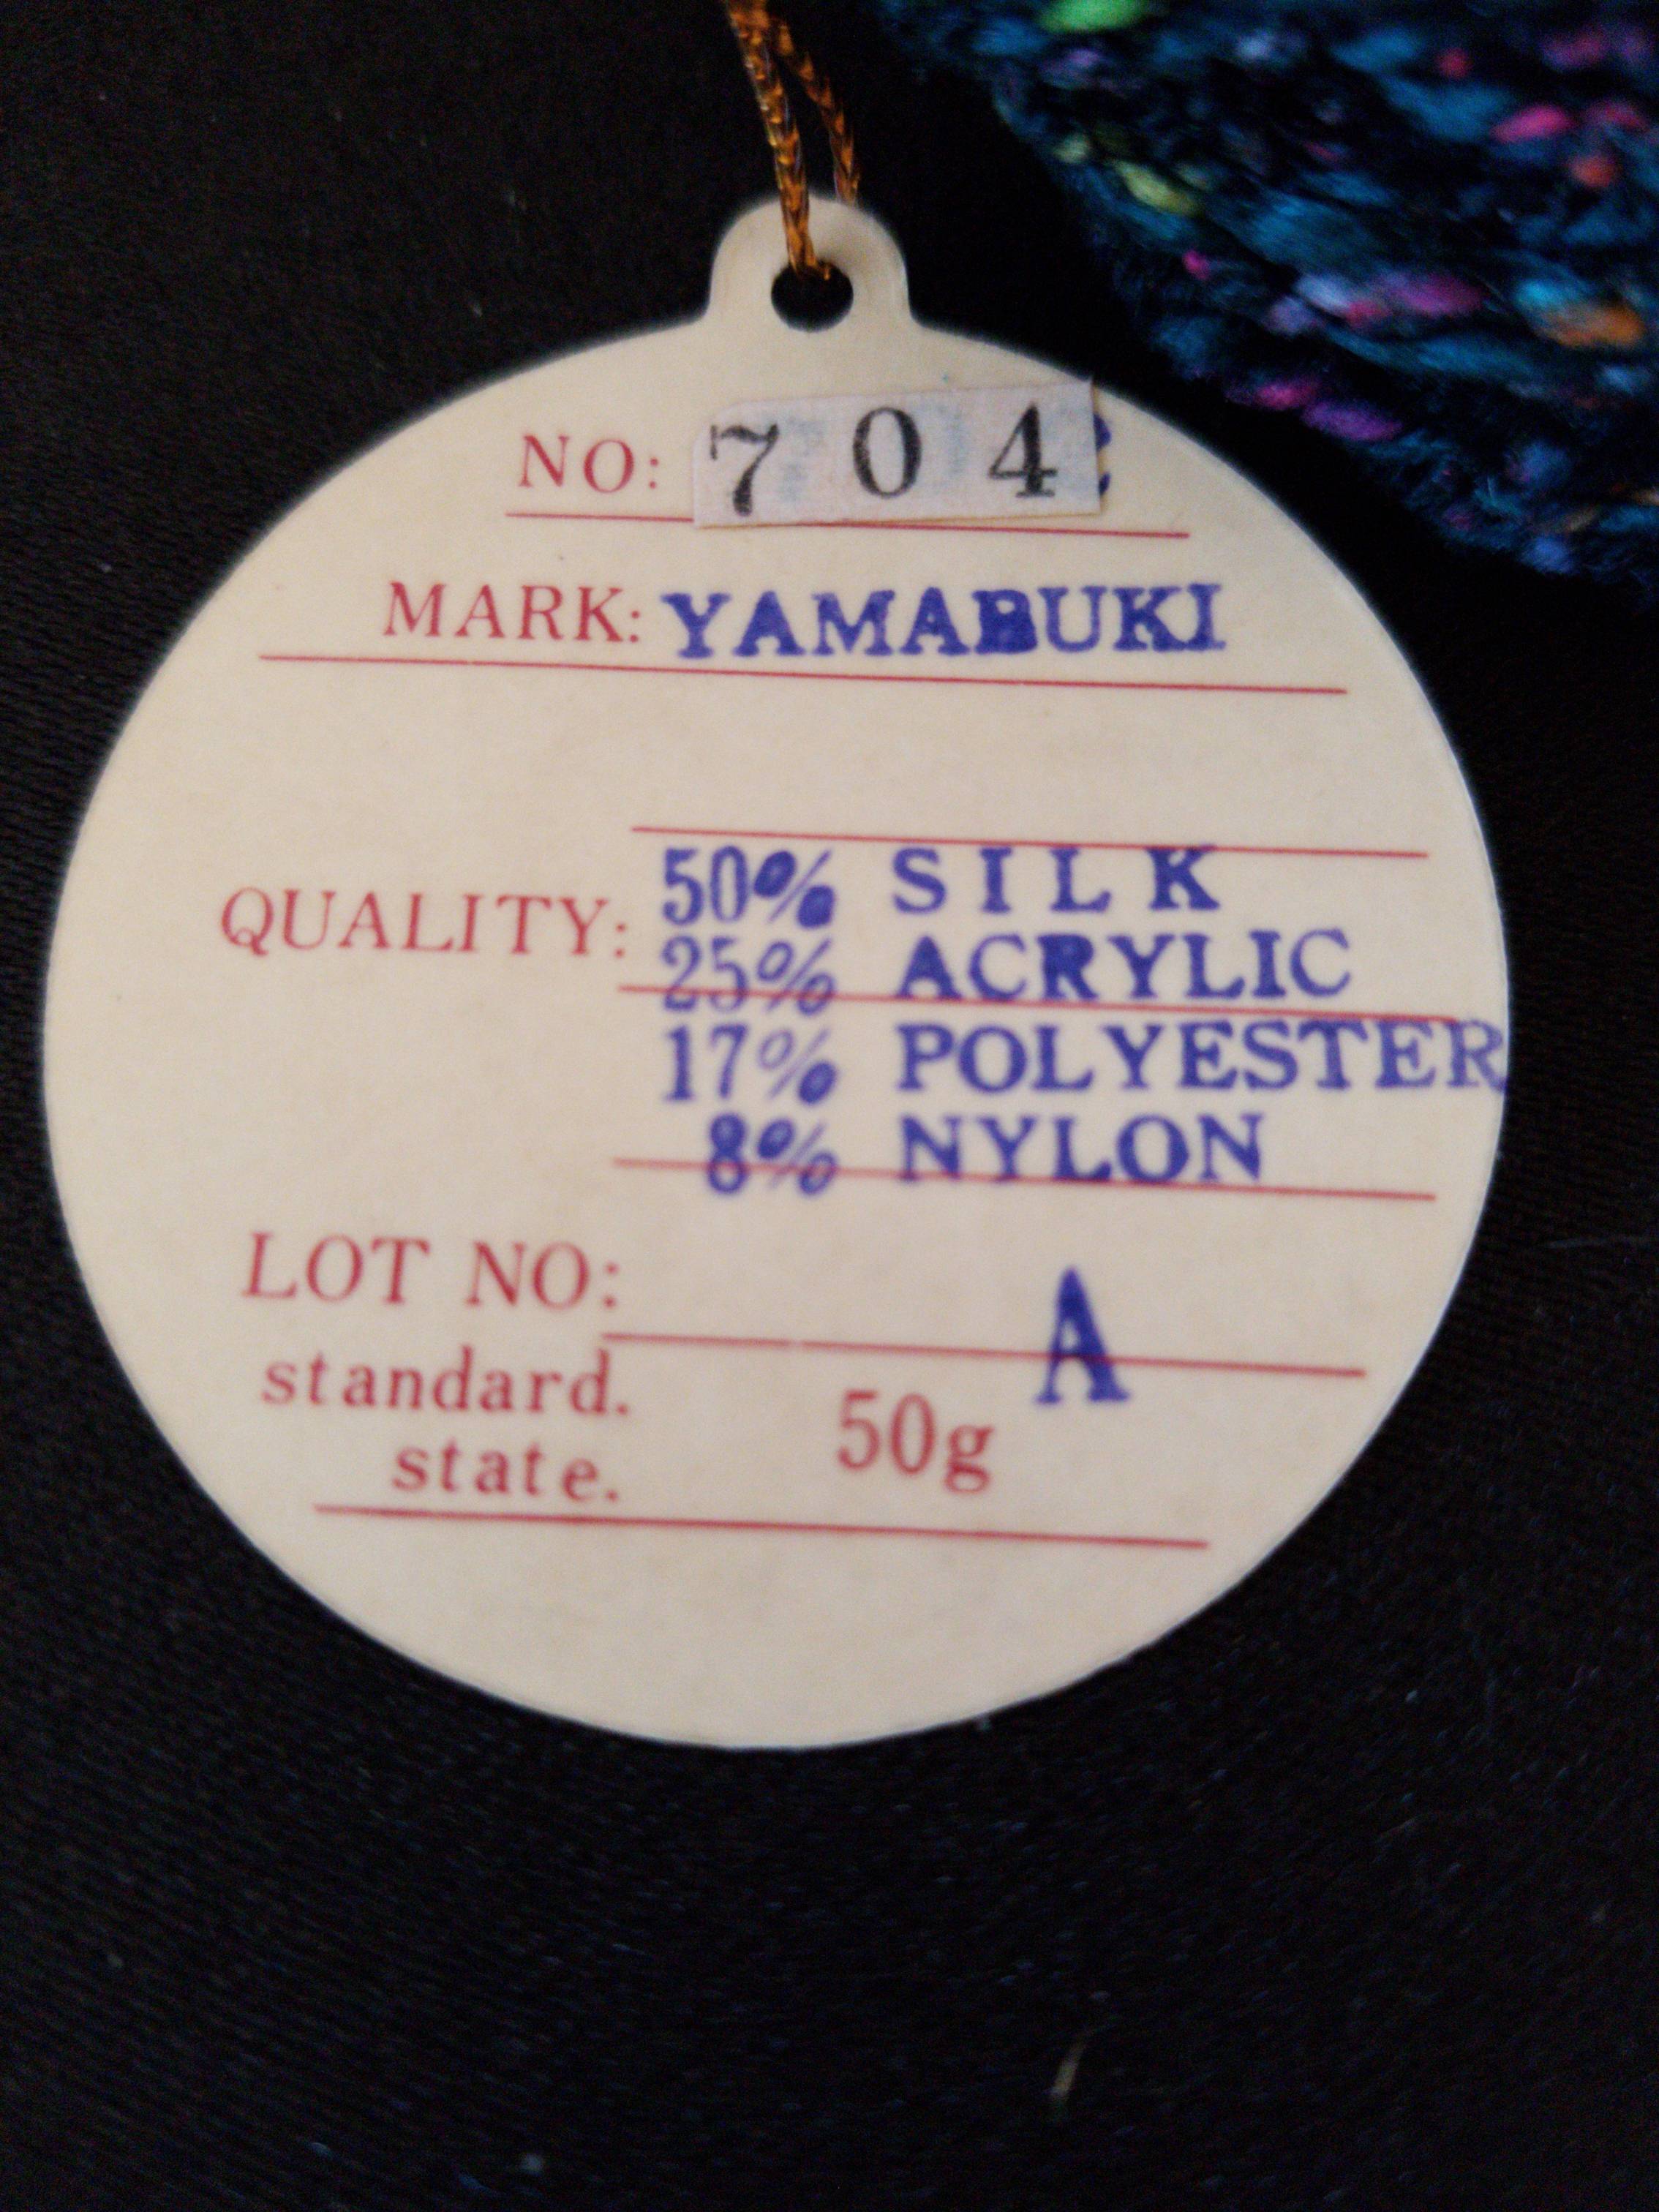 NO: 704
MARK: YAMABUKI
QUALITY: 50% SILK
25% ACRYLIC
17% POLYESTER
8% NYLON
LOT NO: A
standard.
state. 50g